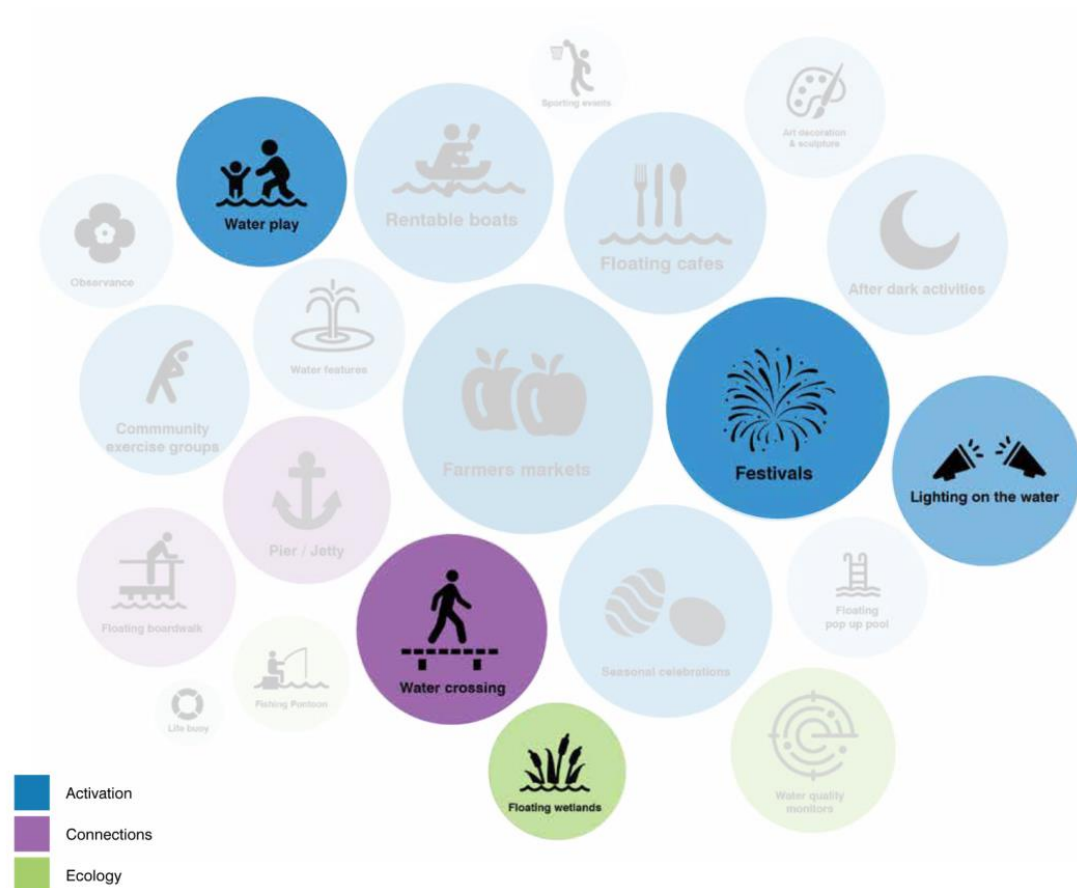 Sporting events
Art decoration
& sculpture
Water play
Rentable boats
Floating cafes
Observance
After dark activities
Water features
Commmunity
exercise groups
Farmers markets
Festivals
Lighting on the water
Pier / Jetty
Floating boardwalk
Floating
pop up pool
Water crossing
Seasonal celebrations
Fishing Pontoon
Life buoy
Floating wetlands
Water quality
monitors
Activation
Connections
Ecology